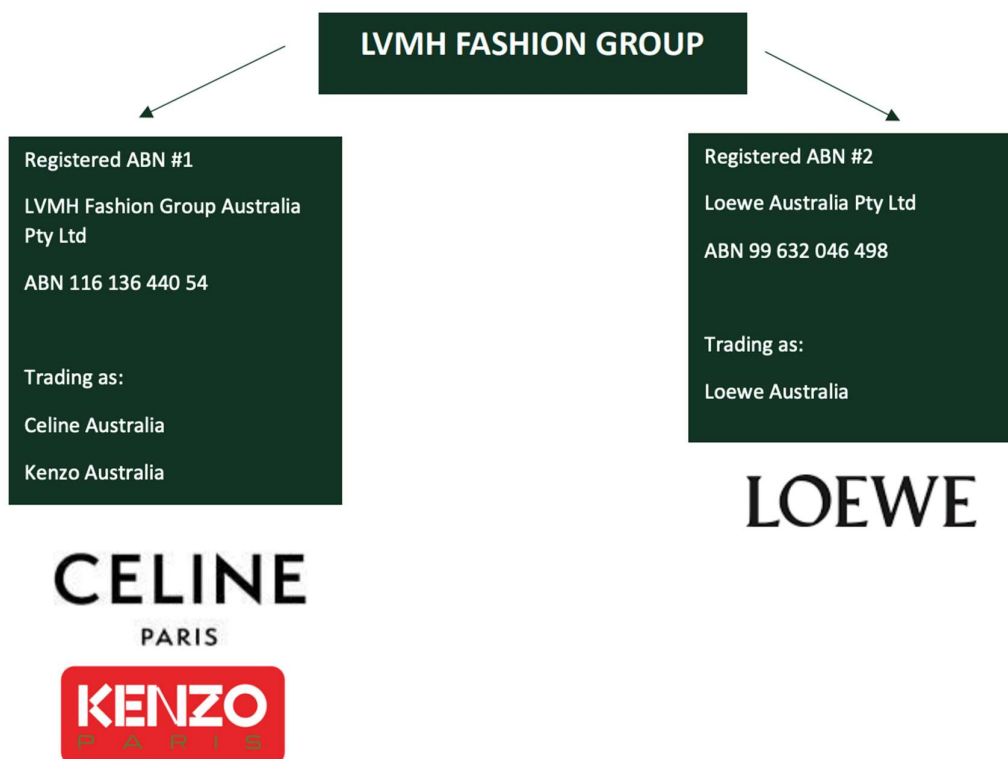 LVMH FASHION GROUP
Registered ABN #1
LVMH Fashion Group Australia
Pty Ltd
ABN 116 136 440 54
Trading as:
Celine Australia
Kenzo Australia
CELINE
PARIS
KENZO
PARIS
Registered ABN #2
Loewe Australia Pty Ltd
ABN 99 632 046 498
Trading as:
Loewe Australia
LOEWE